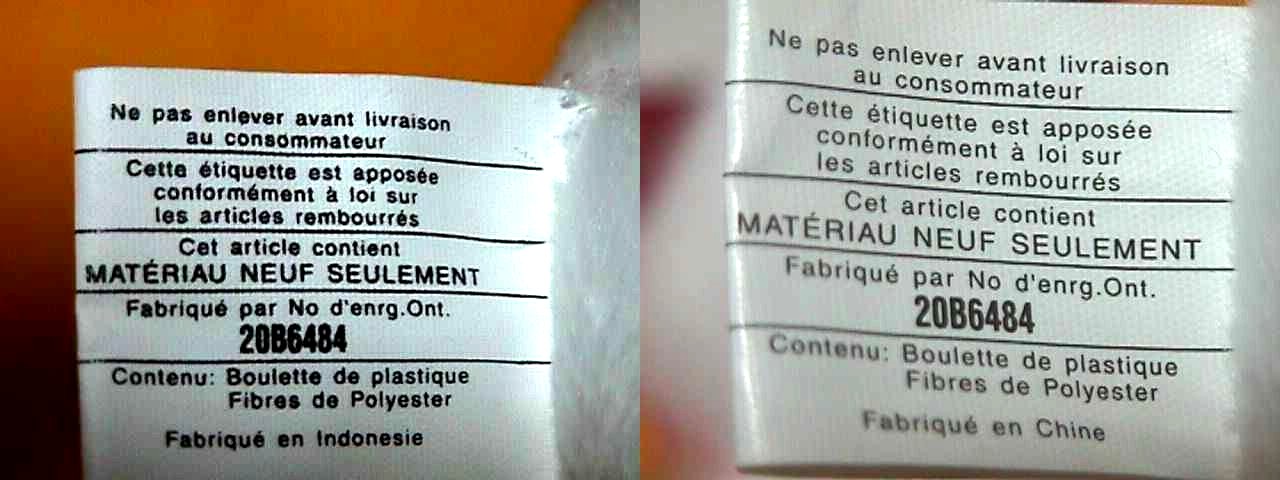 Ne pas enlever avant livraison
au consommateur
Cette étiquette est apposée
conformément à loi sur
les articles rembourrés
Cet article contient
MATÉRIAU NEUF SEULEMENT
Fabriqué par No d'enrg.Ont.
20B6484
Contenu: Boulette de plastique
Fibres de Polyester
Fabriqué en Indonesie
Ne pas enlever avant livraison
au consommateur
Cette étiquette est apposée
conformément à loi sur
les articles rembourrés
Cet article contient
MATÉRIAU NEUF SEULEMENT
Fabriqué par No d'enrg.Ont.
20B6484
Contenu: Boulette de plastique
Fibres de Polyester
Fabriqué en Chine